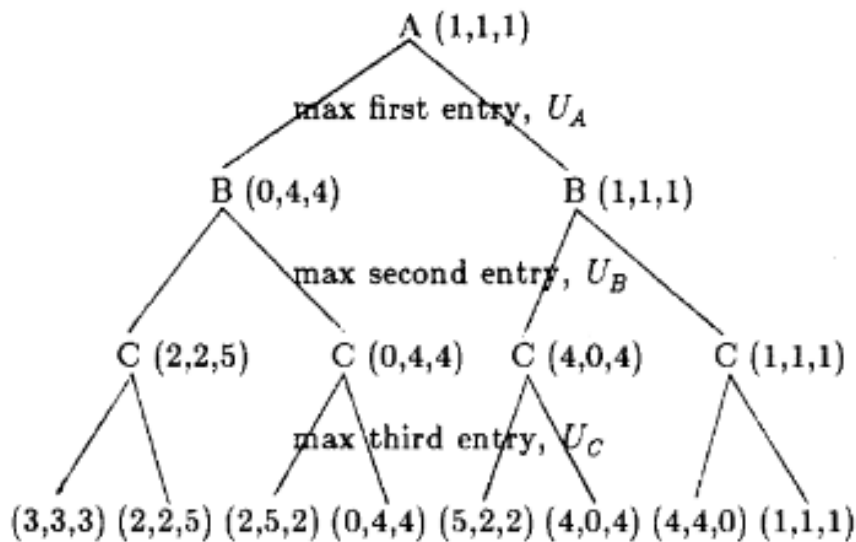 A (1,1,1)
max first entry, U_A
B (0,4,4) B (1,1,1)
max second entry, U_B
C (2,2,5) C (0,4,4) C (4,0,4) C (1,1,1)
max third entry, U_C
(3,3,3) (2,2,5) (2,5,2) (0,4,4) (5,2,2) (4,0,4) (4,4,0) (1,1,1)